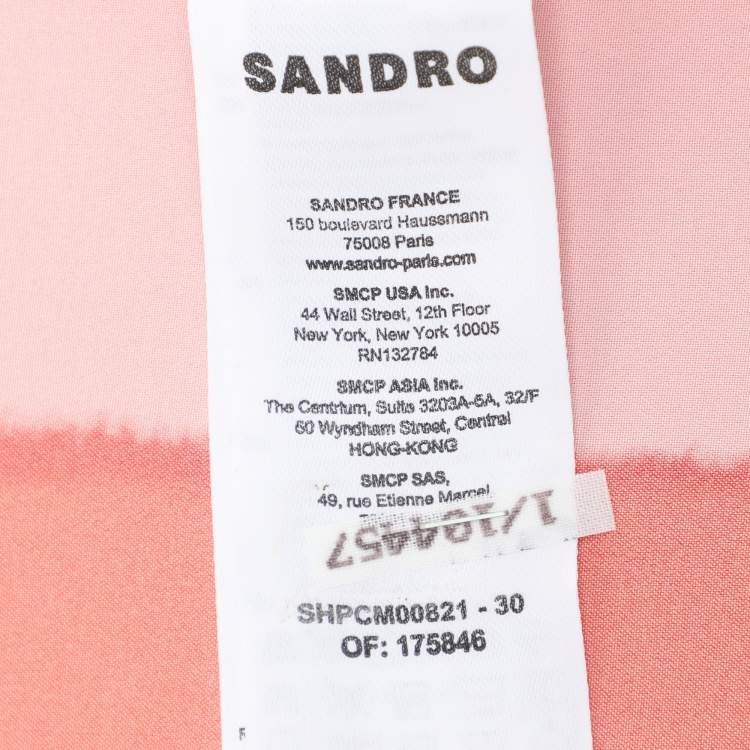 SANDRO
SANDRO FRANCE
150 boulevard Haussmann
75008 Paris
www.sandro-paris.com
SMCP USA Inc.
44 Wall Street, 12th Floor
New York, New York 10005
RN132784
SMCP ASIA Inc.
The Centrium, Suite 3203A-5A, 32/F
60 Wyndham Street, Central
HONG-KONG
SMCP SAS,
49, rue Etienne Marcel
SHPCM00821 - 30
OF: 175846